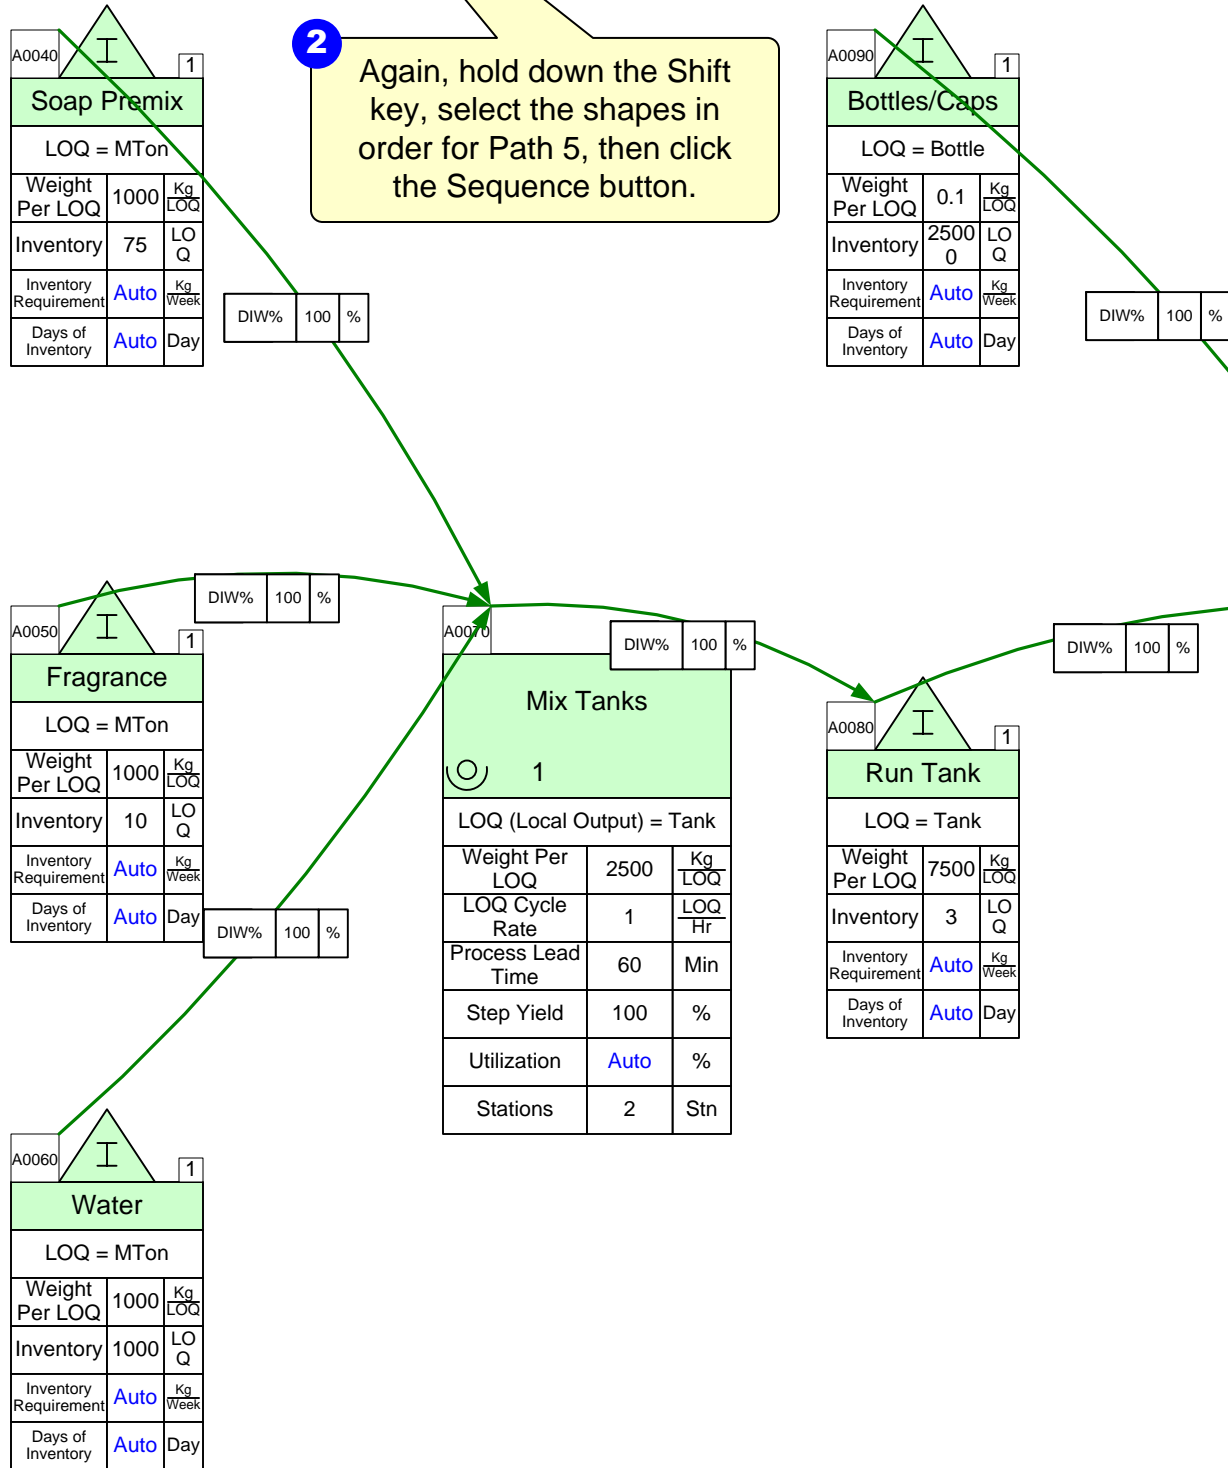 A0040
I
1
Soap Premix
LOQ = MTon
Weight
Per LOQ
1000
Kg
LOQ
Inventory
75
LO
Q
Inventory
Requirement
Auto
Kg
Week
Days of
Inventory
Auto
Day
2
Again, hold down the Shift
key, select the shapes in
order for Path 5, then click
the Sequence button.
A0090
I
1
Bottles/Caps
LOQ = Bottle
Weight
Per LOQ
0.1
Kg
LOQ
Inventory
2500
0
LO
Q
Inventory
Requirement
Auto
Kg
Week
Days of
Inventory
Auto
Day
DIW% 100 %
DIW% 100 %
A0050
I
1
Fragrance
LOQ = MTon
Weight
Per LOQ
1000
Kg
LOQ
Inventory
10
LO
Q
Inventory
Requirement
Auto
Kg
Week
Days of
Inventory
Auto
Day
DIW% 100 %
DIW% 100 %
A0070
Mix Tanks
1
LOQ (Local Output) = Tank
Weight Per
LOQ
2500
Kg
LOQ
LOQ Cycle
Rate
1
LOQ
Hr
Process Lead
Time
60
Min
Step Yield
100
%
Utilization
Auto
%
Stations
2
Stn
DIW% 100 %
A0080
I
1
Run Tank
LOQ = Tank
Weight
Per LOQ
7500
Kg
LOQ
Inventory
3
LO
Q
Inventory
Requirement
Auto
Kg
Week
Days of
Inventory
Auto
Day
DIW% 100 %
A0060
I
1
Water
LOQ = MTon
Weight
Per LOQ
1000
Kg
LOQ
Inventory
1000
LO
Q
Inventory
Requirement
Auto
Kg
Week
Days of
Inventory
Auto
Day